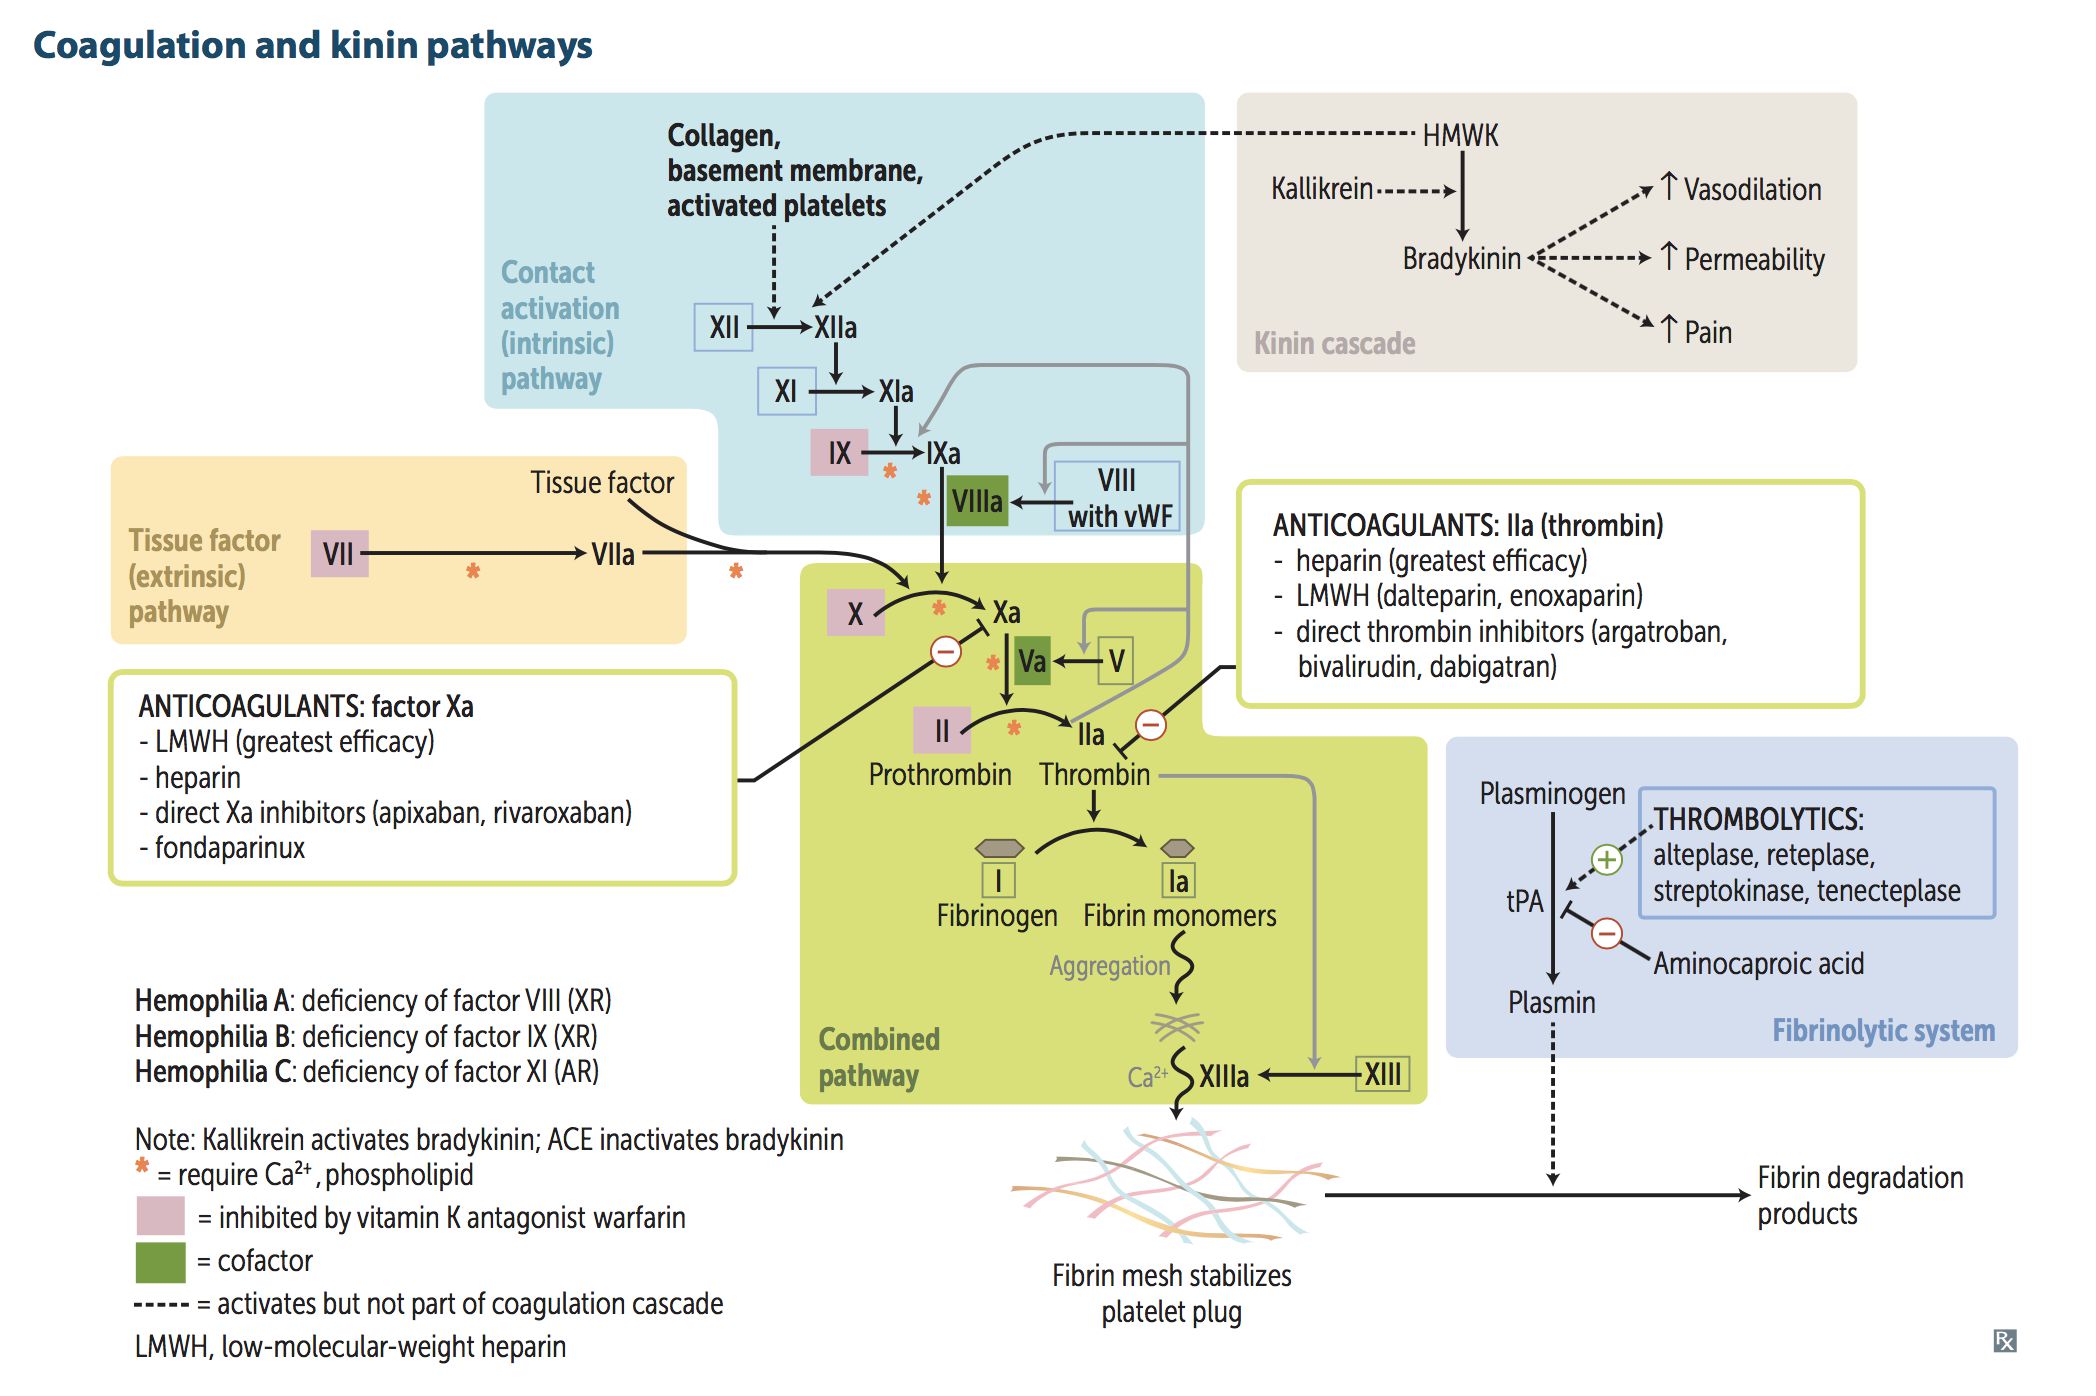 Coagulation and kinin pathways
Collagen,
basement membrane,
activated platelets
Contact
activation
(intrinsic)
pathway
XII
XIIa
XI
XIa
IX
*
IXa
*
VIIIa
VIII
with vWF
HMWK
Kallikrein
Bradykinin
↑ Vasodilation
↑ Permeability
↑ Pain
Kinin cascade
Tissue factor
Tissue factor
(extrinsic)
pathway
VII
*
VIIa
*
X
*
Xa
−
*
Va
V
II
*
IIa
−
Prothrombin
Thrombin
I
Fibrinogen
Ia
Fibrin monomers
Aggregation
Ca2+
XIIIa
XIII
Combined
pathway
ANTICOAGULANTS: IIa (thrombin)
- heparin (greatest efficacy)
- LMWH (dalteparin, enoxaparin)
- direct thrombin inhibitors (argatroban,
bivalirudin, dabigatran)
ANTICOAGULANTS: factor Xa
- LMWH (greatest efficacy)
- heparin
- direct Xa inhibitors (apixaban, rivaroxaban)
- fondaparinux
Plasminogen
THROMBOLYTICS:
alteplase, reteplase,
streptokinase, tenecteplase
+
tPA
−
Aminocaproic acid
Plasmin
Fibrinolytic system
Hemophilia A: deficiency of factor VIII (XR)
Hemophilia B: deficiency of factor IX (XR)
Hemophilia C: deficiency of factor XI (AR)
Note: Kallikrein activates bradykinin; ACE inactivates bradykinin
* = require Ca2+, phospholipid
= inhibited by vitamin K antagonist warfarin
= cofactor
= activates but not part of coagulation cascade
LMWH, low-molecular-weight heparin
Fibrin mesh stabilizes
platelet plug
Fibrin degradation
products
Rx